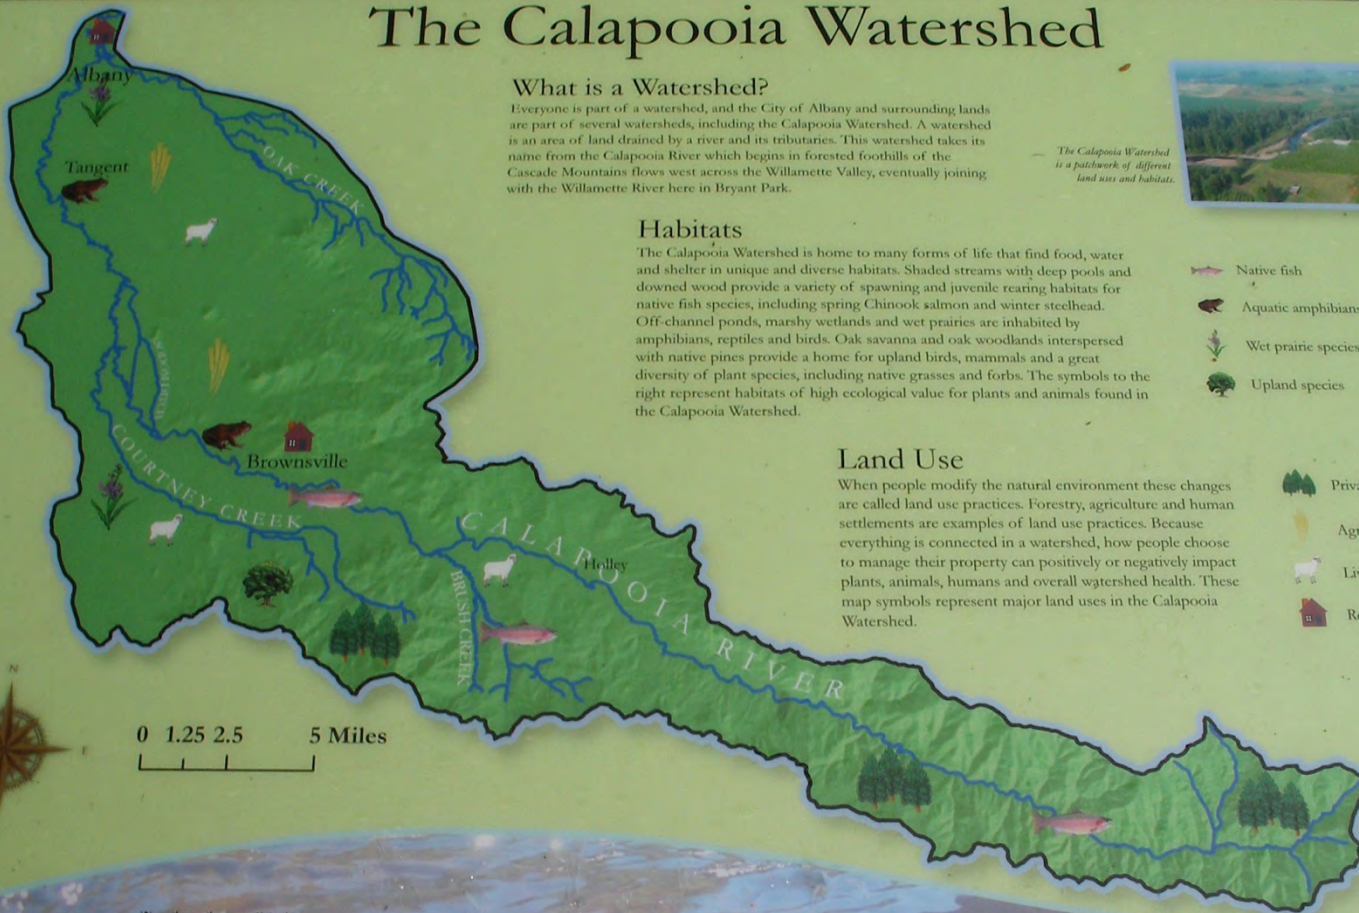 The Calapooia Watershed
What is a Watershed?
Everyone is part of a watershed, and the City of Albany and surrounding lands
are part of several watersheds, including the Calapooia Watershed. A watershed
is an area of land drained by a river and its tributaries. This watershed takes its
name from the Calapooia River which begins in forested foothills of the
Cascade Mountains flows west across the Willamette Valley, eventually joining
with the Willamette River here in Bryant Park.
The Calapooia Watershed
is a patchwork of different
land uses and habitats.
Habitats
The Calapooia Watershed is home to many forms of life that find food, water
and shelter in unique and diverse habitats. Shaded streams with deep pools and
downed wood provide a variety of spawning and juvenile rearing habitats for
native fish species, including spring Chinook salmon and winter steelhead.
Off-channel ponds, marshy wetlands and wet prairies are inhabited by
amphibians, reptiles and birds. Oak savanna and oak woodlands interspersed
with native pines provide a home for upland birds, mammals and a great
diversity of plant species, including native grasses and forbs. The symbols to the
right represent habitats of high ecological value for plants and animals found in
the Calapooia Watershed.
Native fish
Aquatic amphibians
Wet prairie species
Upland species
Land Use
When people modify the natural environment these changes
are called land use practices. Forestry, agriculture and human
settlements are examples of land use practices. Because
everything is connected in a watershed, how people choose
to manage their property can positively or negatively impact
plants, animals, humans and overall watershed health. These
map symbols represent major land uses in the Calapooia
Watershed.
Priva
Agr
Liv
Re
Albany
Tangent
OAK CREEK
Brownsville
COURTNEY CREEK
CALAPOOIA RIVER
Holley
BRUSH CREEK
N
E
0 1.25 2.5 5 Miles